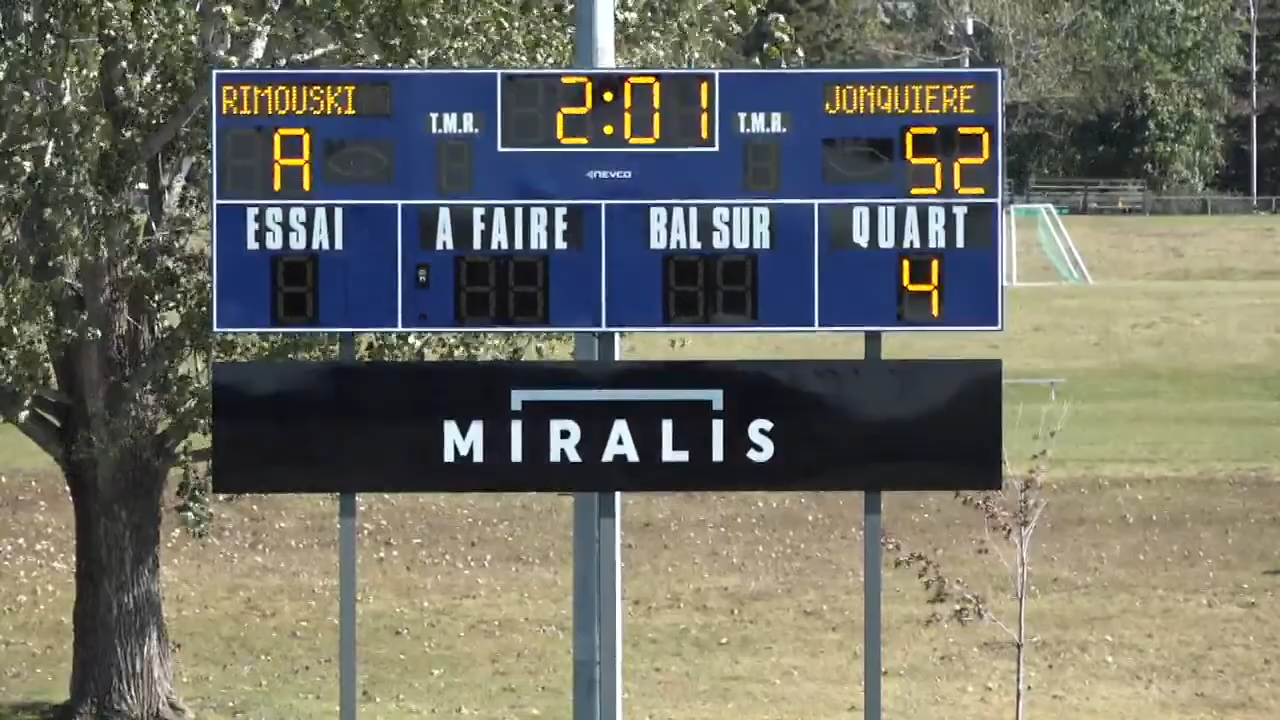 RIMOUSKI 2:01 JONQUIERE
T.M.R. T.M.R.
A 52
NEVCO
ESSAI A FAIRE BAL SUR QUART
4
MIRALIS